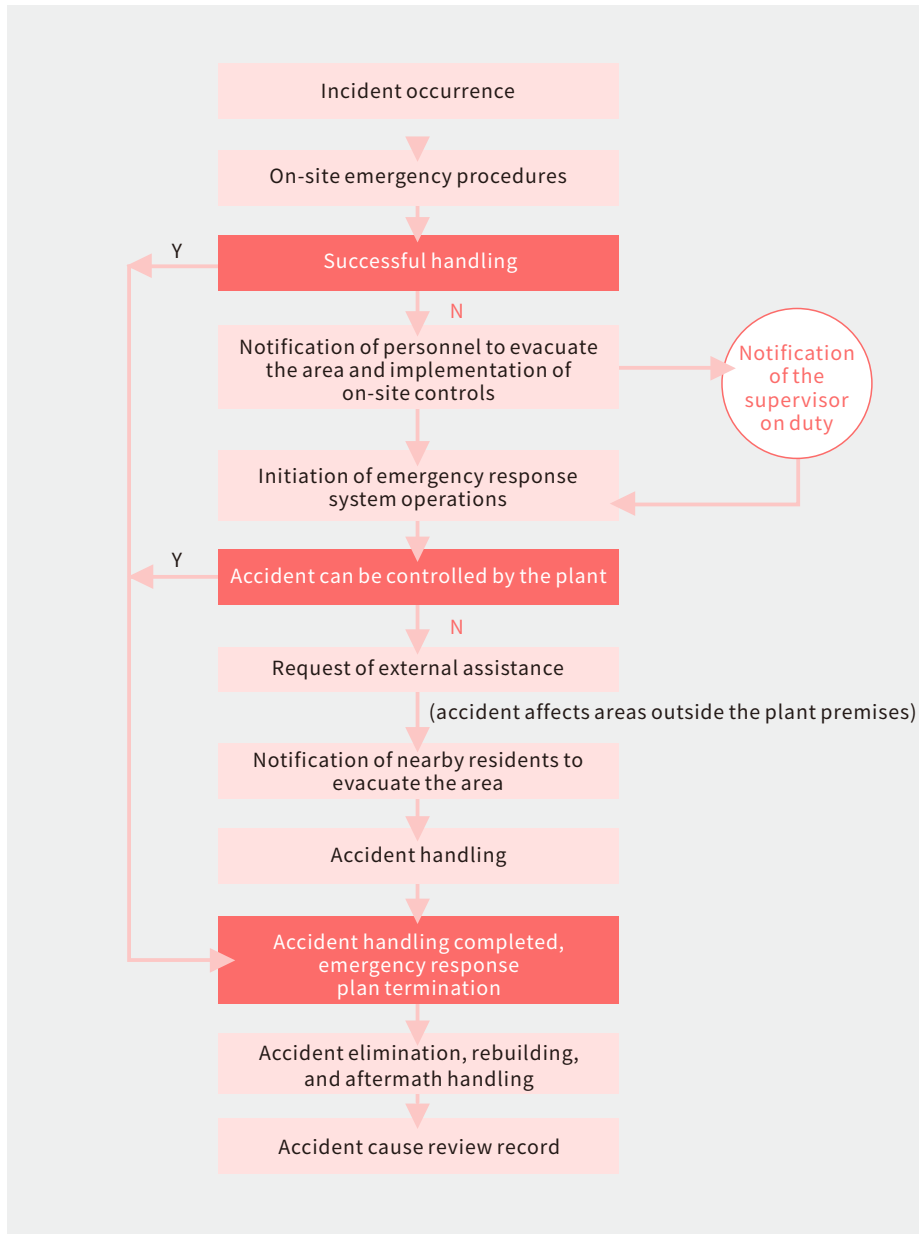 Incident occurrence
On-site emergency procedures
Y
Successful handling
N
Notification of personnel to evacuate
the area and implementation of
on-site controls
Notification
of the
supervisor
on duty
Initiation of emergency response
system operations
Y
Accident can be controlled by the plant
N
Request of external assistance
(accident affects areas outside the plant premises)
Notification of nearby residents to
evacuate the area
Accident handling
Accident handling completed,
emergency response
plan termination
Accident elimination, rebuilding,
and aftermath handling
Accident cause review record